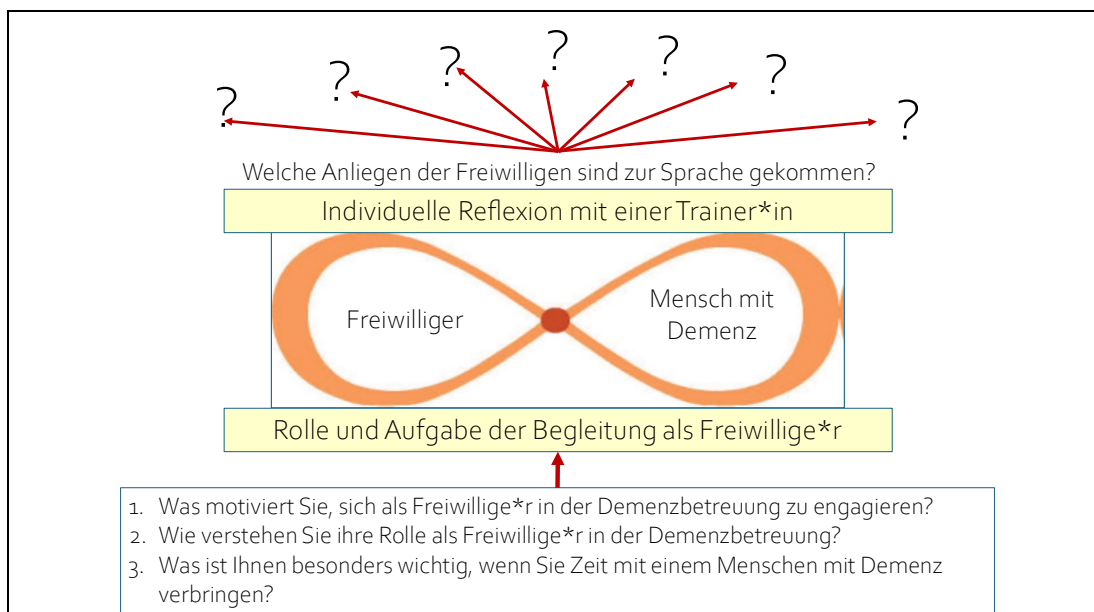 ? ? ? ? ? ? ?
Welche Anliegen der Freiwilligen sind zur Sprache gekommen?
Individuelle Reflexion mit einer Trainer*in
Freiwilliger
Mensch mit
Demenz
Rolle und Aufgabe der Begleitung als Freiwillige*r
1. Was motiviert Sie, sich als Freiwillige*r in der Demenzbetreuung zu engagieren?
2. Wie verstehen Sie ihre Rolle als Freiwillige*r in der Demenzbetreuung?
3. Was ist Ihnen besonders wichtig, wenn Sie Zeit mit einem Menschen mit Demenz
verbringen?